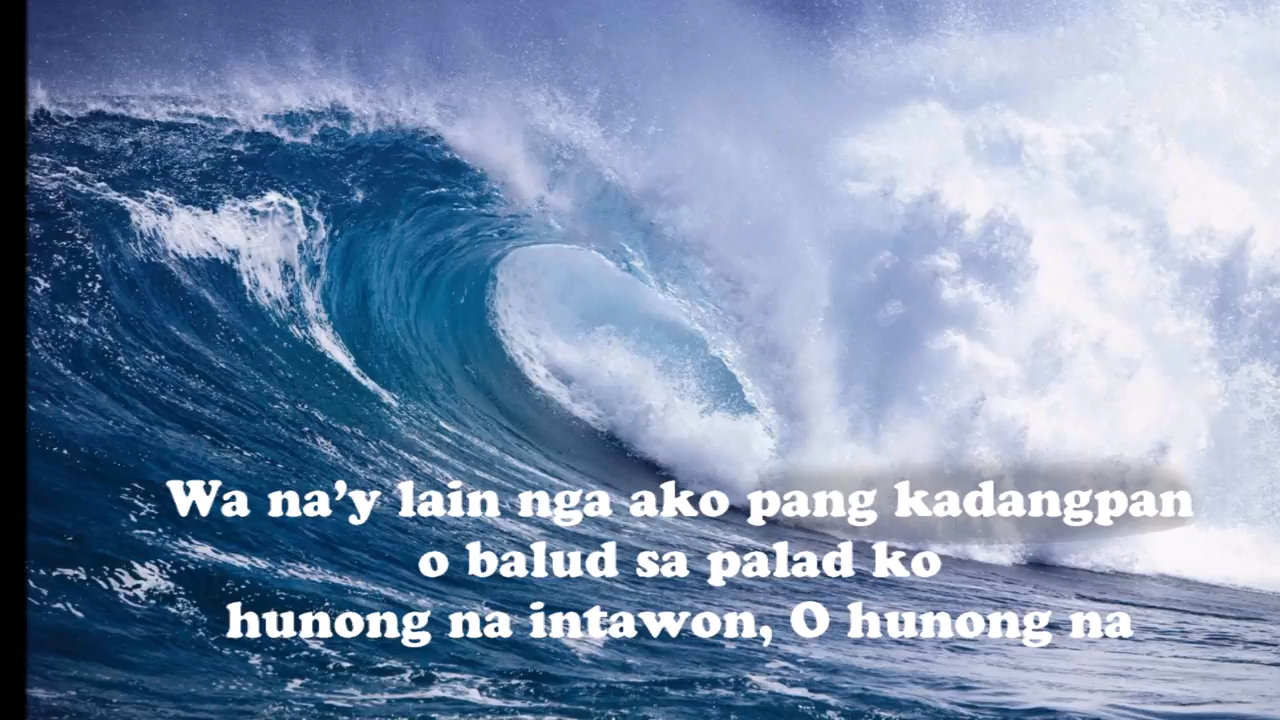 Wa na’y lain nga ako pang kadangpan
o balud sa palad ko
hunong na intawon, O hunong na